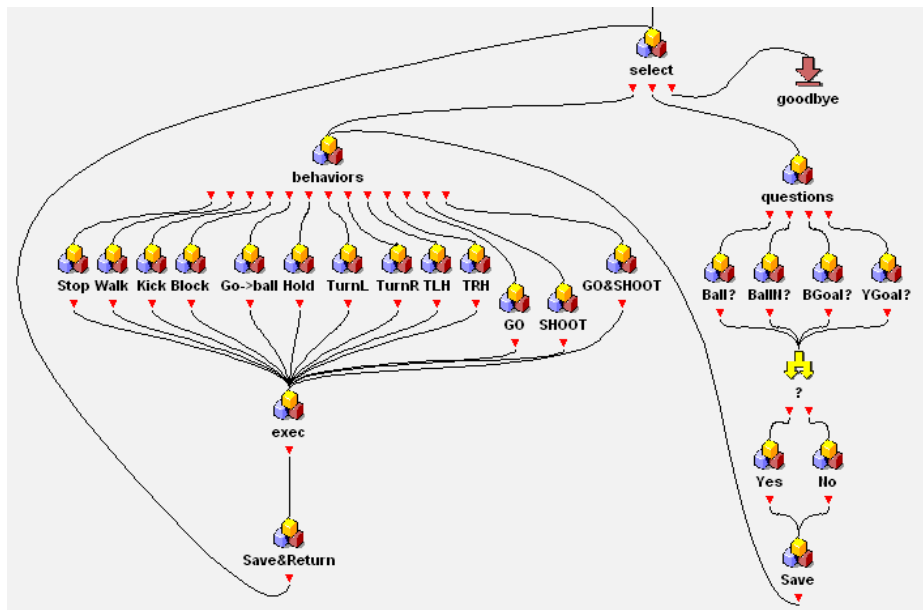 select
goodbye
behaviors
questions
Stop Walk Kick Block Go->ball Hold TurnL TurnR TLH TRH GO&SHOOT
Ball? BallN? BGoal? YGoal?
GO SHOOT
?
exec
Yes No
Save&Return
Save